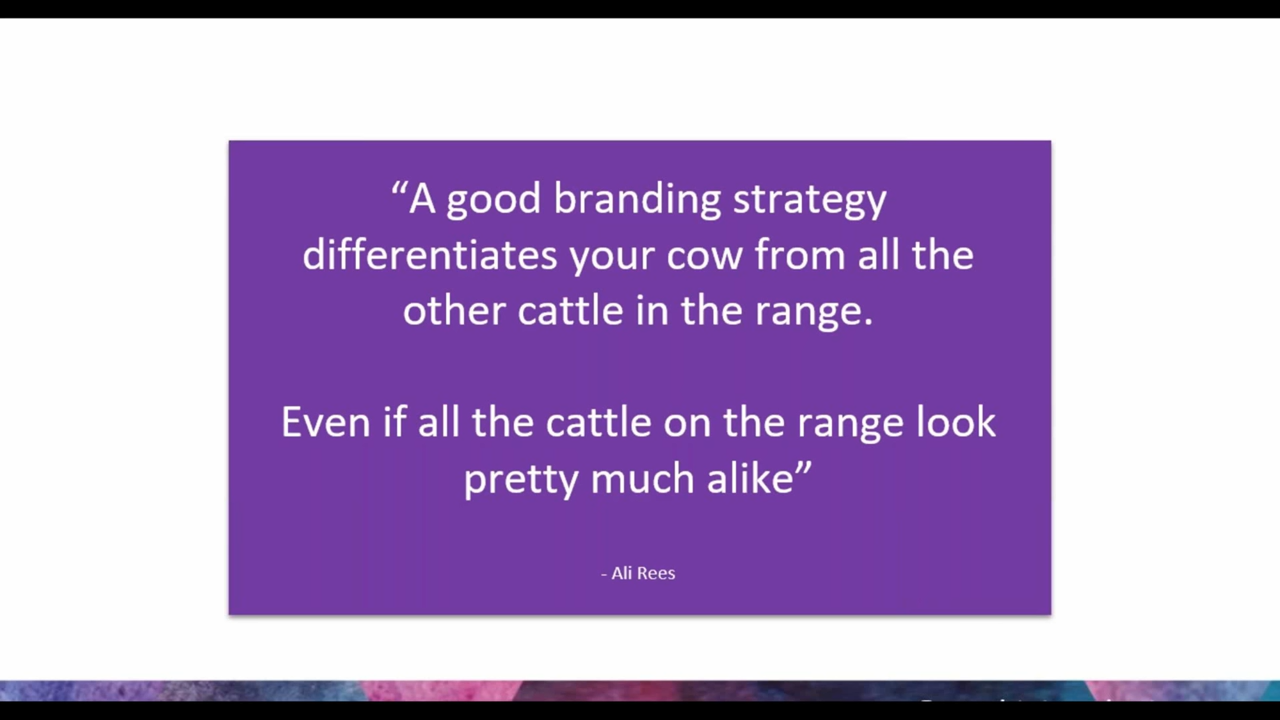 “A good branding strategy
differentiates your cow from all the
other cattle in the range.
Even if all the cattle on the range look
pretty much alike”
- Ali Rees